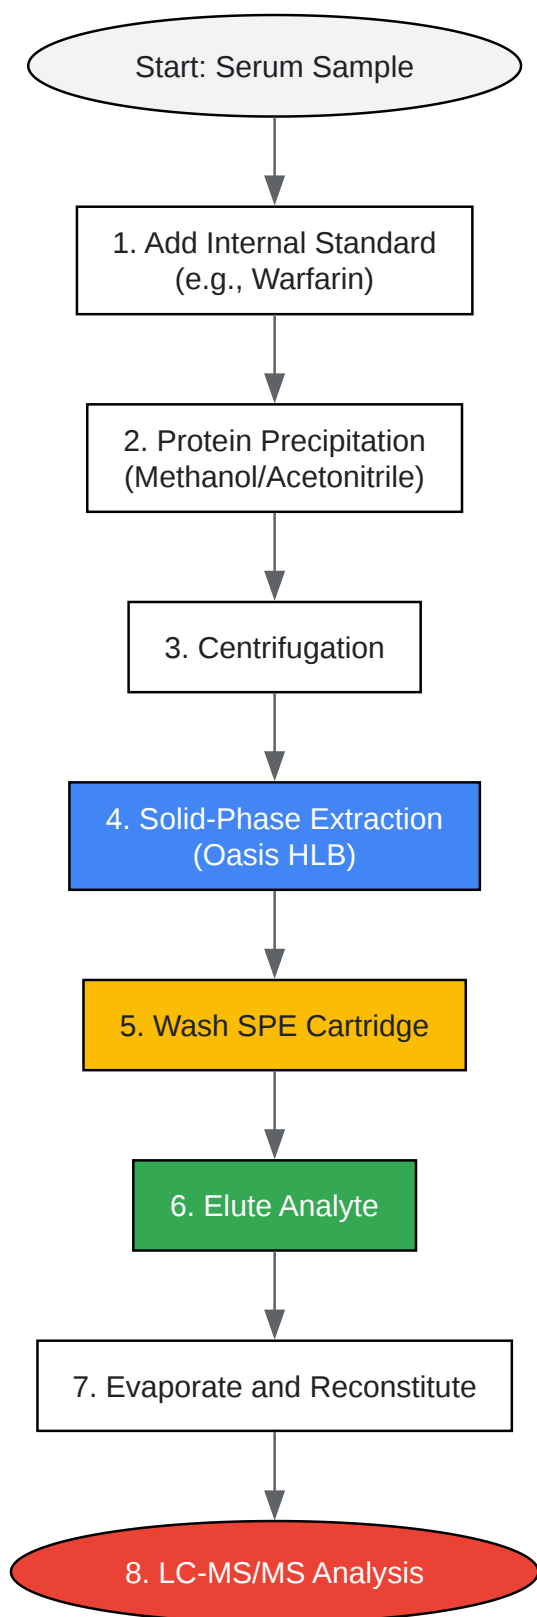 Start: Serum Sample
1. Add Internal Standard
(e.g., Warfarin)
2. Protein Precipitation
(Methanol/Acetonitrile)
3. Centrifugation
4. Solid-Phase Extraction
(Oasis HLB)
5. Wash SPE Cartridge
6. Elute Analyte
7. Evaporate and Reconstitute
8. LC-MS/MS Analysis